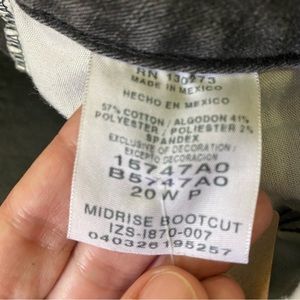 RN 130273
MADE IN MEXICO
HECHO EN MEXICO
57% COTTON / ALGODON 41%
POLYESTER / POLIESTER 2%
SPANDEX
EXCLUSIVE OF DECORATION /
EXCEPTO DECORACION
15747A0
B5747A0
20W P
MIDRISE BOOTCUT
IZS-I870-007
040326195257